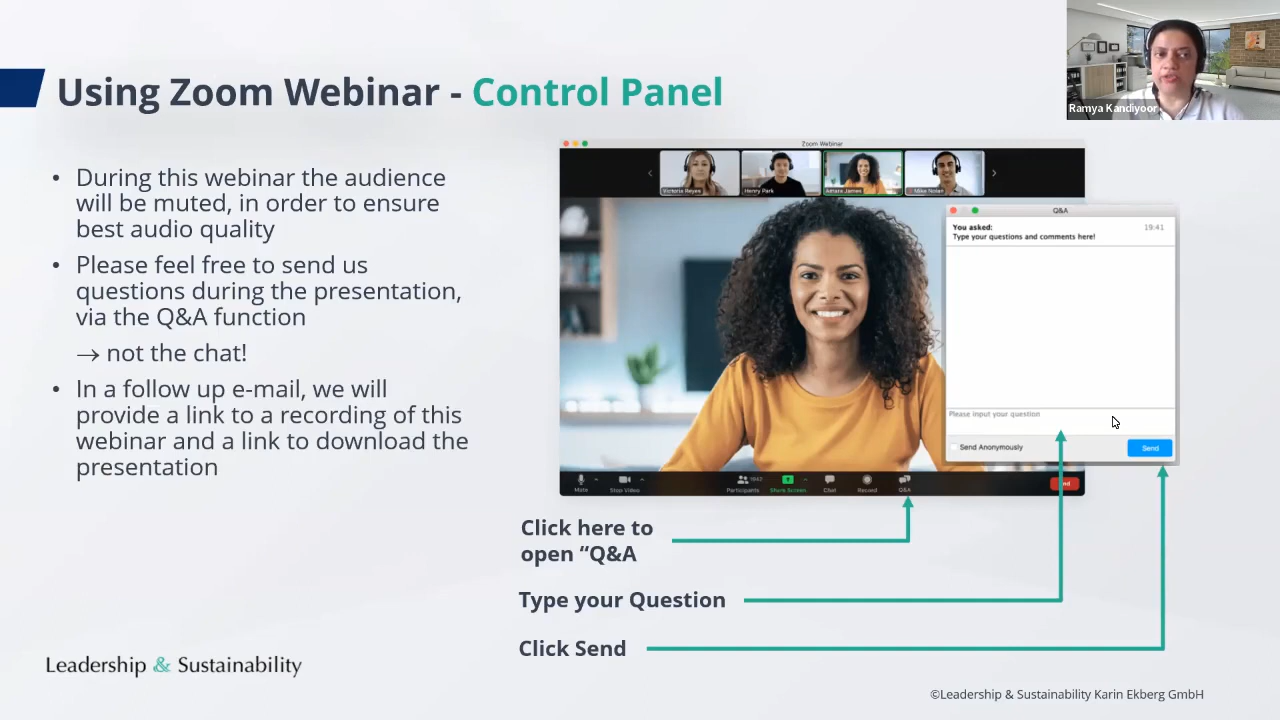 Ramya Kandiyoor
Using Zoom Webinar - Control Panel
• During this webinar the audience
will be muted, in order to ensure
best audio quality
• Please feel free to send us
questions during the presentation,
via the Q&A function
→ not the chat!
• In a follow up e-mail, we will
provide a link to a recording of this
webinar and a link to download the
presentation
Zoom Webinar
Victoria Reyes
Henry Park
Amara James
Mike Nolan
Q&A
You asked:
19:41
Type your questions and comments here!
Please input your question
Send Anonymously
Send
Mute
Stop Video
Participants
Share Screen
Chat
Record
Q&A
Click here to
open “Q&A
Type your Question
Click Send
Leadership & Sustainability
©Leadership & Sustainability Karin Ekberg GmbH